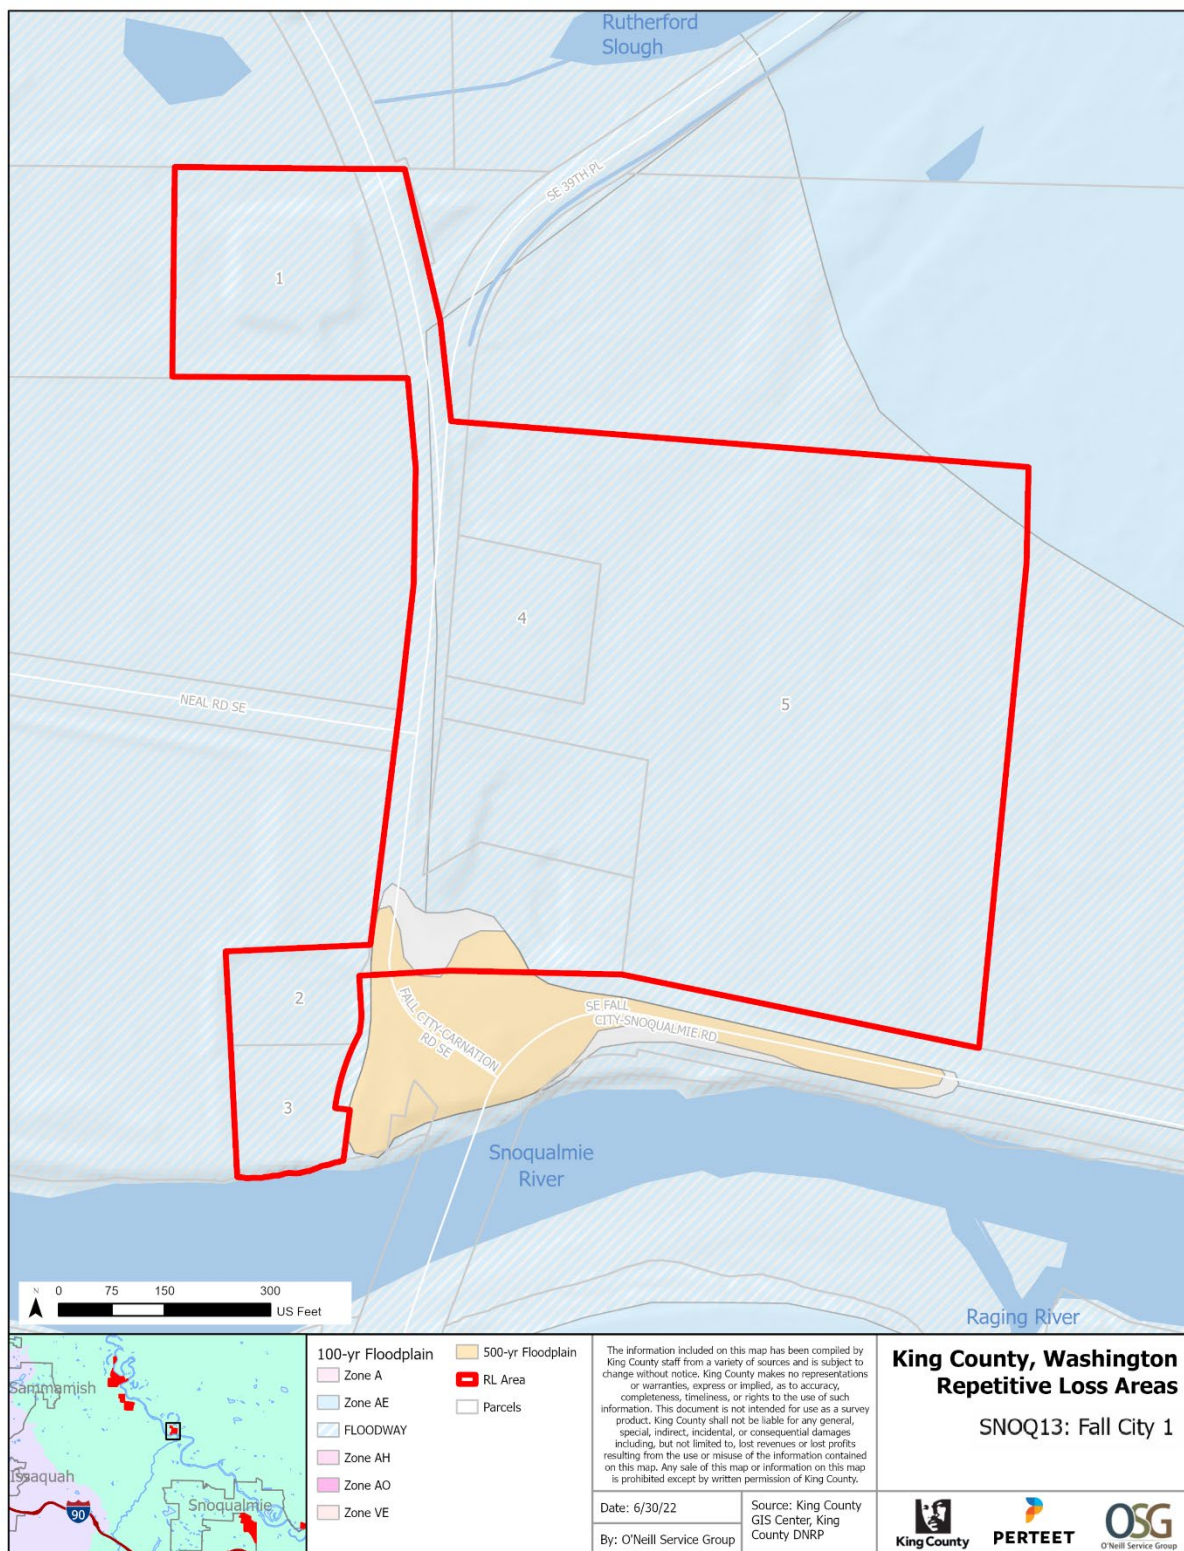 Rutherford
Slough
SE 39TH PL
1
4
5
NEAL RD SE
2
FALL CITY-CARNATION
RD SE
SE FALL
CITY-SNOQUALMIE RD
3
Snoqualmie
River
Raging River
N
0 75 150 300
US Feet
Sammamish
Issaquah
Snoqualmie
90
100-yr Floodplain
Zone A
Zone AE
FLOODWAY
Zone AH
Zone AO
Zone VE
500-yr Floodplain
RL Area
Parcels
The information included on this map has been compiled by
King County staff from a variety of sources and is subject to
change without notice. King County makes no representations
or warranties, express or implied, as to accuracy,
completeness, timeliness, or rights to the use of such
information. This document is not intended for use as a survey
product. King County shall not be liable for any general,
special, indirect, incidental, or consequential damages
including, but not limited to, lost revenues or lost profits
resulting from the use or misuse of the information contained
on this map. Any sale of this map or information on this map
is prohibited except by written permission of King County.
Date: 6/30/22
By: O'Neill Service Group
Source: King County
GIS Center, King
County DNRP
King County, Washington
Repetitive Loss Areas
SNOQ13: Fall City 1
King County
PERTEET
OSG
O'Neill Service Group